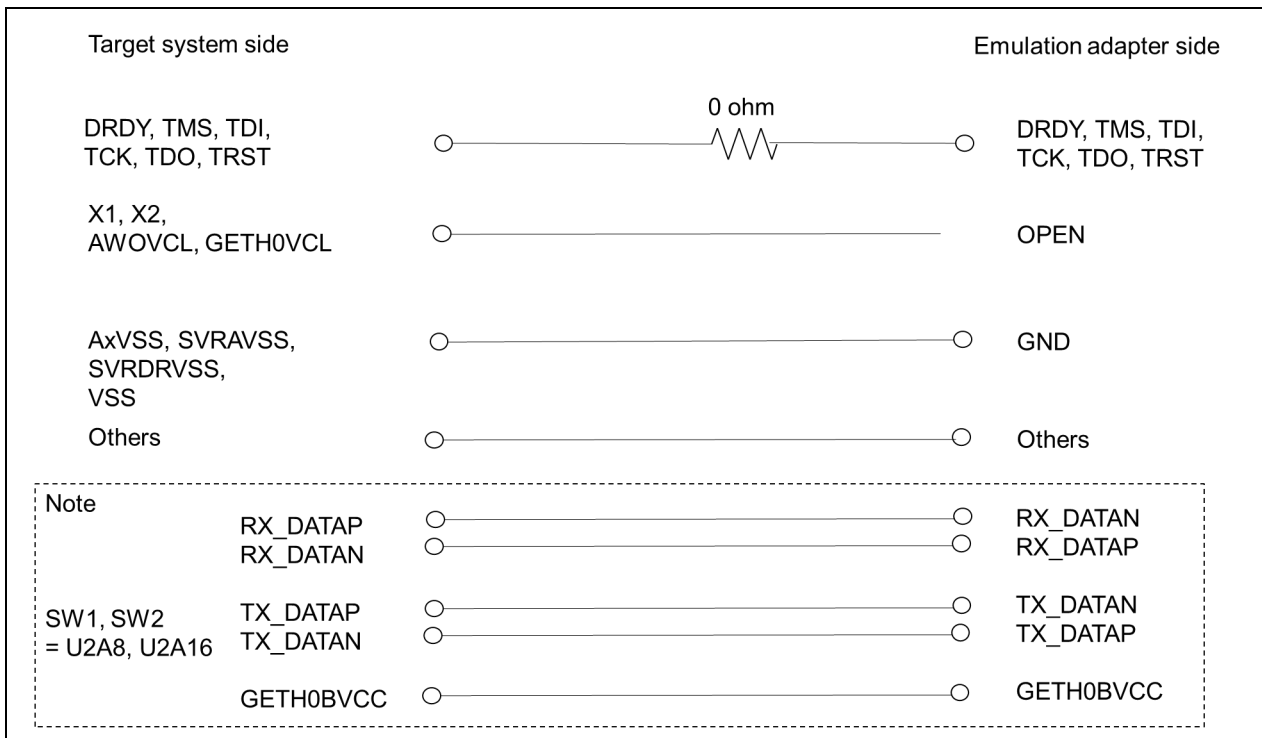 Target system side
Emulation adapter side
0 ohm
DRDY, TMS, TDI,
TCK, TDO, TRST
DRDY, TMS, TDI,
TCK, TDO, TRST
X1, X2,
AWOVCL, GETH0VCL
OPEN
AxVSS, SVRAVSS,
SVRDRVSS,
VSS
GND
Others
Others
Note
RX_DATAP
RX_DATAN
RX_DATAN
RX_DATAP
SW1, SW2
= U2A8, U2A16
TX_DATAP
TX_DATAN
TX_DATAN
TX_DATAP
GETH0BVCC
GETH0BVCC